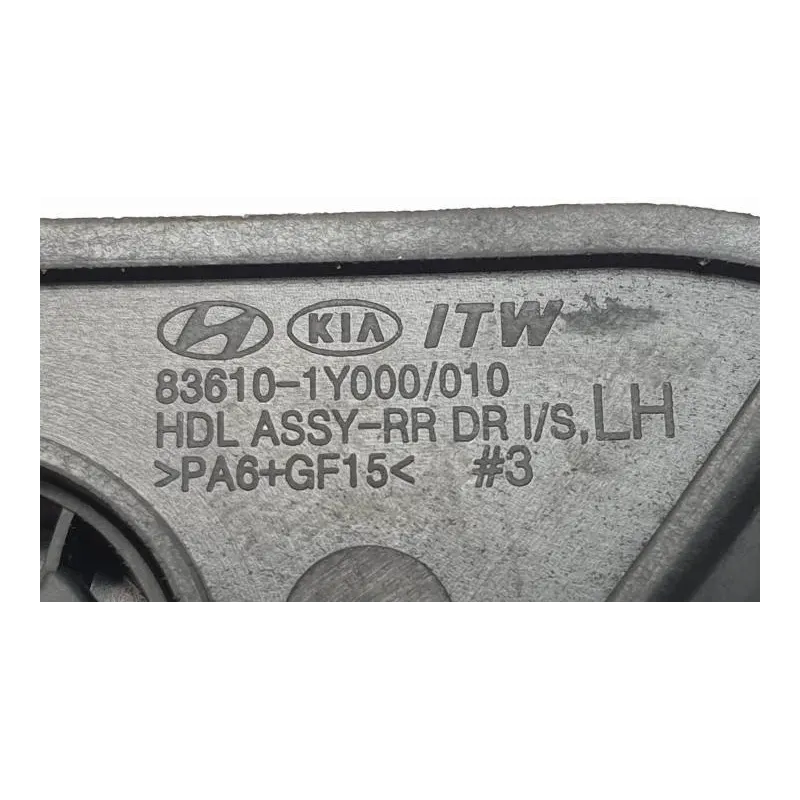 KIA ITW
83610-1Y000/010
HDL ASSY-RR DR I/S, LH
>PA6+GF15< #3